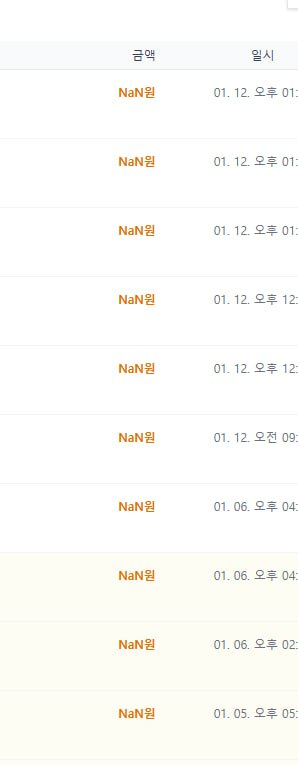 금액 일시
NaN원 01. 12. 오후 01:
NaN원 01. 12. 오후 01:
NaN원 01. 12. 오후 01:
NaN원 01. 12. 오후 12:
NaN원 01. 12. 오후 12:
NaN원 01. 12. 오전 09:
NaN원 01. 06. 오후 04:
NaN원 01. 06. 오후 04:
NaN원 01. 06. 오후 02:
NaN원 01. 05. 오후 05: